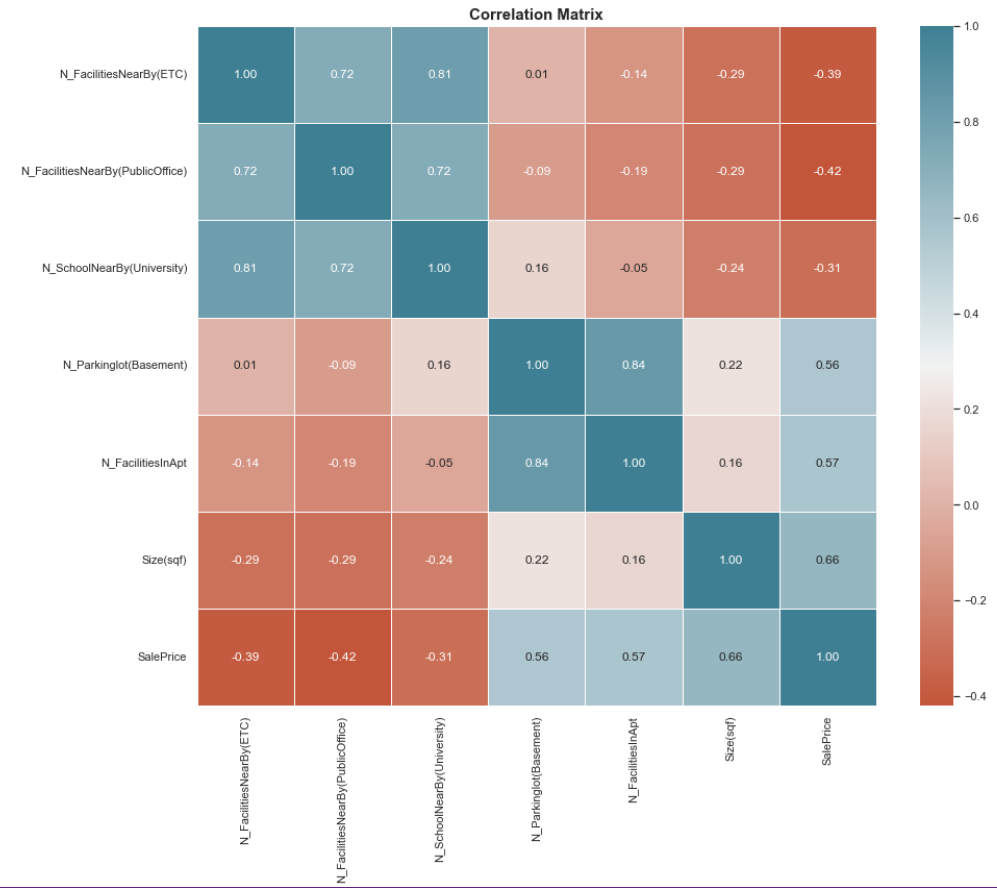 Correlation Matrix
N_FacilitiesNearBy(ETC) 1.00 0.72 0.81 0.01 -0.14 -0.29 -0.39
N_FacilitiesNearBy(PublicOffice) 0.72 1.00 0.72 -0.09 -0.19 -0.29 -0.42
N_SchoolNearBy(University) 0.81 0.72 1.00 0.16 -0.05 -0.24 -0.31
N_Parkinglot(Basement) 0.01 -0.09 0.16 1.00 0.84 0.22 0.56
N_FacilitiesInApt -0.14 -0.19 -0.05 0.84 1.00 0.16 0.57
Size(sqf) -0.29 -0.29 -0.24 0.22 0.16 1.00 0.66
SalePrice -0.39 -0.42 -0.31 0.56 0.57 0.66 1.00
N_FacilitiesNearBy(ETC)
N_FacilitiesNearBy(PublicOffice)
N_SchoolNearBy(University)
N_Parkinglot(Basement)
N_FacilitiesInApt
Size(sqf)
SalePrice
1.0
0.8
0.6
0.4
0.2
0.0
−0.2
−0.4